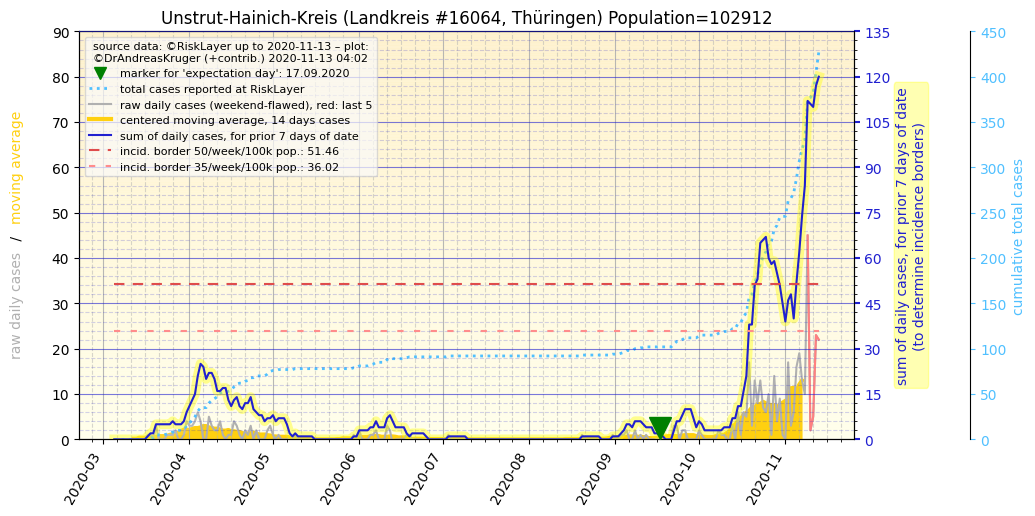 Unstrut-Hainich-Kreis (Landkreis #16064, Thüringen) Population=102912
source data: ©RiskLayer up to 2020-11-13 – plot:
©DrAndreasKruger (+contrib.) 2020-11-13 04:02
marker for 'expectation day': 17.09.2020
total cases reported at RiskLayer
raw daily cases (weekend-flawed), red: last 5
centered moving average, 14 days cases
sum of daily cases, for prior 7 days of date
incid. border 50/week/100k pop.: 51.46
incid. border 35/week/100k pop.: 36.02
raw daily cases / moving average
90
80
70
60
50
40
30
20
10
0
2020-03
2020-04
2020-05
2020-06
2020-07
2020-08
2020-09
2020-10
2020-11
135
120
105
90
75
60
45
30
15
0
sum of daily cases, for prior 7 days of date
(to determine incidence borders)
450
400
350
300
250
200
150
100
50
0
cumulative total cases